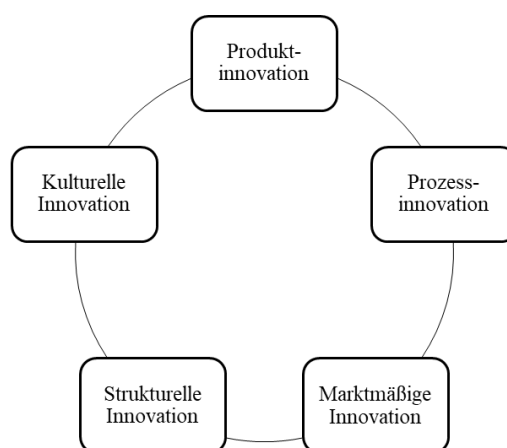 Produkt-
innovation
Prozess-
innovation
Marktmäßige
Innovation
Strukturelle
Innovation
Kulturelle
Innovation